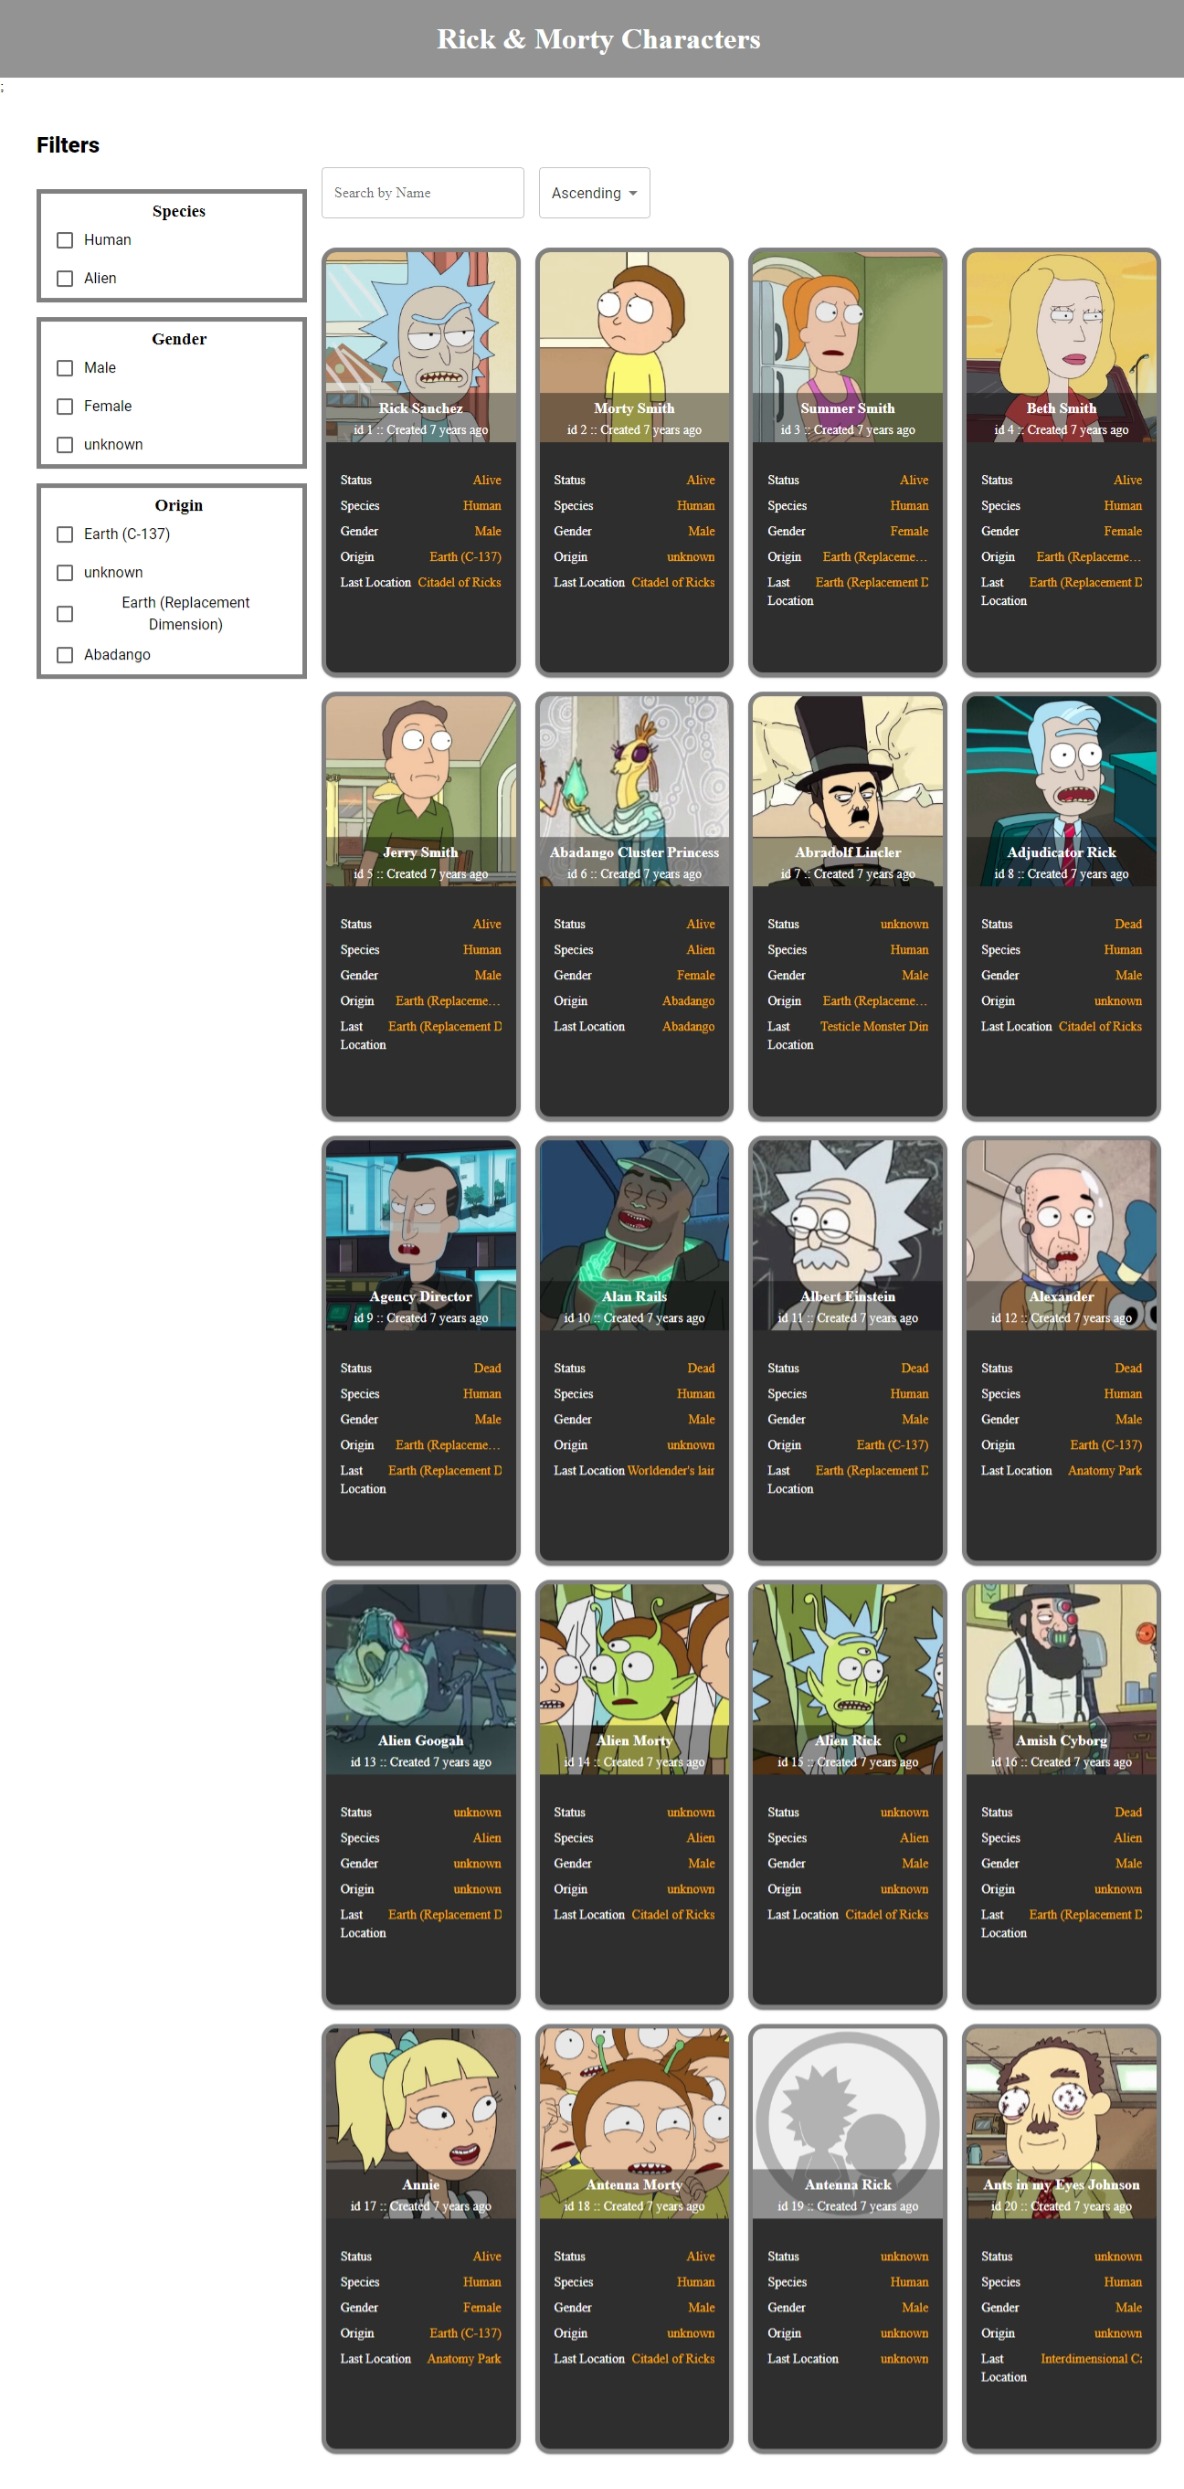 Rick & Morty Characters
;
Filters
Species
Human
Alien
Gender
Male
Female
unknown
Origin
Earth (C-137)
unknown
Earth (Replacement
Dimension)
Abadango
Search by Name
Ascending
Rick Sanchez
id 1 :: Created 7 years ago
Status Alive
Species Human
Gender Male
Origin Earth (C-137)
Last Location Citadel of Ricks
Morty Smith
id 2 :: Created 7 years ago
Status Alive
Species Human
Gender Male
Origin unknown
Last Location Citadel of Ricks
Summer Smith
id 3 :: Created 7 years ago
Status Alive
Species Human
Gender Female
Origin Earth (Replaceme...
Last Earth (Replacement D
Location
Beth Smith
id 4 :: Created 7 years ago
Status Alive
Species Human
Gender Female
Origin Earth (Replaceme...
Last Earth (Replacement D
Location
Jerry Smith
id 5 :: Created 7 years ago
Status Alive
Species Human
Gender Male
Origin Earth (Replaceme...
Last Earth (Replacement D
Location
Abadango Cluster Princess
id 6 :: Created 7 years ago
Status Alive
Species Alien
Gender Female
Origin Abadango
Last Location Abadango
Abradolf Lincler
id 7 :: Created 7 years ago
Status unknown
Species Human
Gender Male
Origin Earth (Replaceme...
Last Testicle Monster Dim
Location
Adjudicator Rick
id 8 :: Created 7 years ago
Status Dead
Species Human
Gender Male
Origin unknown
Last Location Citadel of Ricks
Agency Director
id 9 :: Created 7 years ago
Status Dead
Species Human
Gender Male
Origin Earth (Replaceme...
Last Earth (Replacement D
Location
Alan Rails
id 10 :: Created 7 years ago
Status Dead
Species Human
Gender Male
Origin unknown
Last Location Worldender's lair
Albert Einstein
id 11 :: Created 7 years ago
Status Dead
Species Human
Gender Male
Origin Earth (C-137)
Last Earth (Replacement D
Location
Alexander
id 12 :: Created 7 years ago
Status Dead
Species Human
Gender Male
Origin Earth (C-137)
Last Location Anatomy Park
Alien Googah
id 13 :: Created 7 years ago
Status unknown
Species Alien
Gender unknown
Origin unknown
Last Earth (Replacement D
Location
Alien Morty
id 14 :: Created 7 years ago
Status unknown
Species Alien
Gender Male
Origin unknown
Last Location Citadel of Ricks
Alien Rick
id 15 :: Created 7 years ago
Status unknown
Species Alien
Gender Male
Origin unknown
Last Location Citadel of Ricks
Amish Cyborg
id 16 :: Created 7 years ago
Status Dead
Species Alien
Gender Male
Origin unknown
Last Earth (Replacement D
Location
Annie
id 17 :: Created 7 years ago
Status Alive
Species Human
Gender Female
Origin Earth (C-137)
Last Location Anatomy Park
Antenna Morty
id 18 :: Created 7 years ago
Status Alive
Species Human
Gender Male
Origin unknown
Last Location Citadel of Ricks
Antenna Rick
id 19 :: Created 7 years ago
Status unknown
Species Human
Gender Male
Origin unknown
Last Location unknown
Ants in my Eyes Johnson
id 20 :: Created 7 years ago
Status unknown
Species Human
Gender Male
Origin unknown
Last Interdimensional Ca
Location